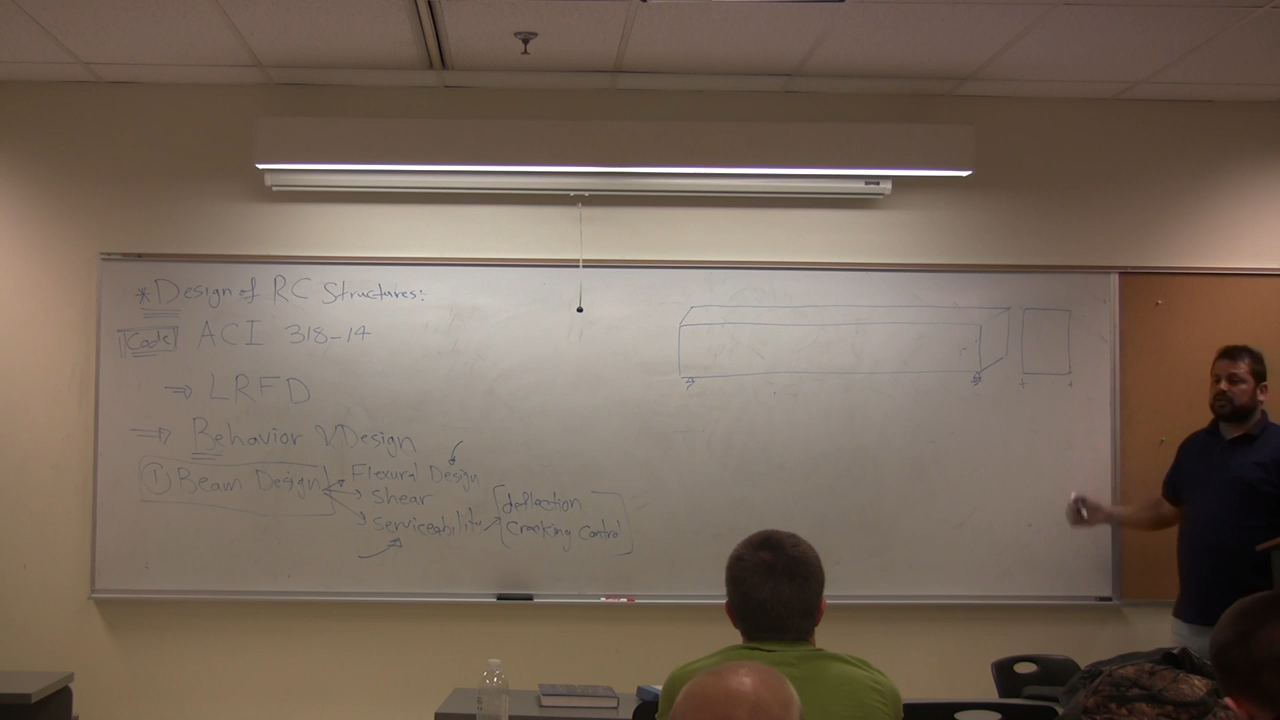 *Design of RC Structures:
Code ACI 318-14
⇒ LRFD
⇒ Behavior & Design
① Beam Design → Flexural Design
→ Shear
→ Serviceability → deflection
Cracking Control